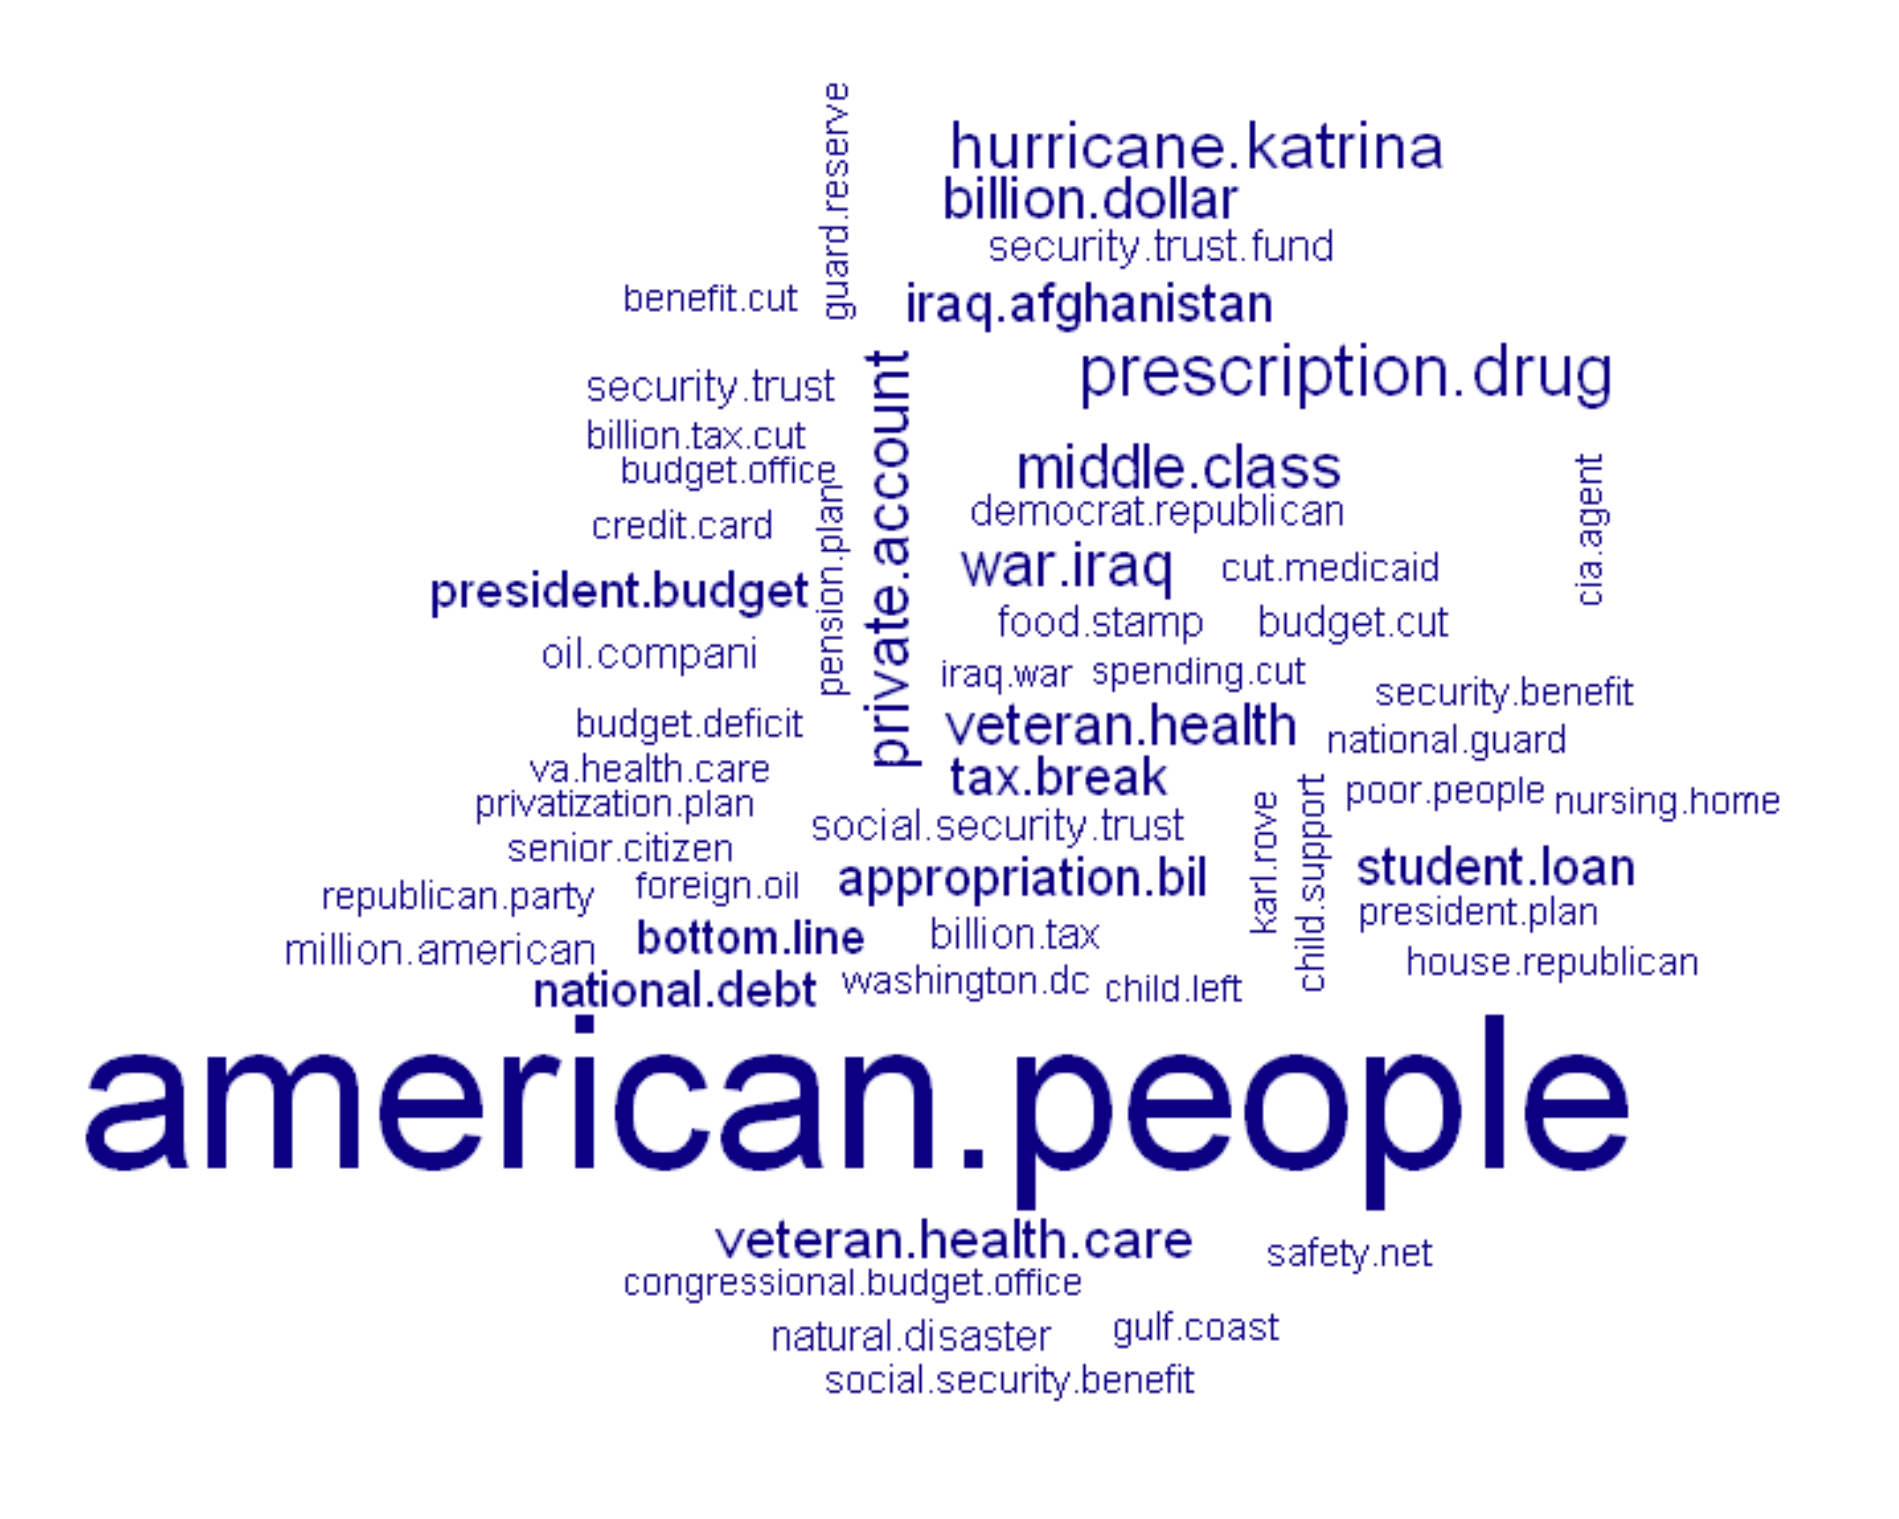 guard.reserve
hurricane.katrina
billion.dollar
security.trust.fund
benefit.cut
iraq.afghanistan
prescription.drug
private.account
security.trust
billion.tax.cut
middle.class
budget.office
cia.agent
pension.plan
democrat.republican
credit.card
war.iraq
cut.medicaid
president.budget
food.stamp
budget.cut
oil.compani
iraq.war
spending.cut
security.benefit
budget.deficit
veteran.health
national.guard
va.health.care
tax.break
karl.rove
child.support
poor.people
nursing.home
privatization.plan
social.security.trust
senior.citizen
student.loan
republican.party
foreign.oil
appropriation.bil
president.plan
million.american
bottom.line
billion.tax
house.republican
national.debt
washington.dc
child.left
american.people
veteran.health.care
safety.net
congressional.budget.office
natural.disaster
gulf.coast
social.security.benefit